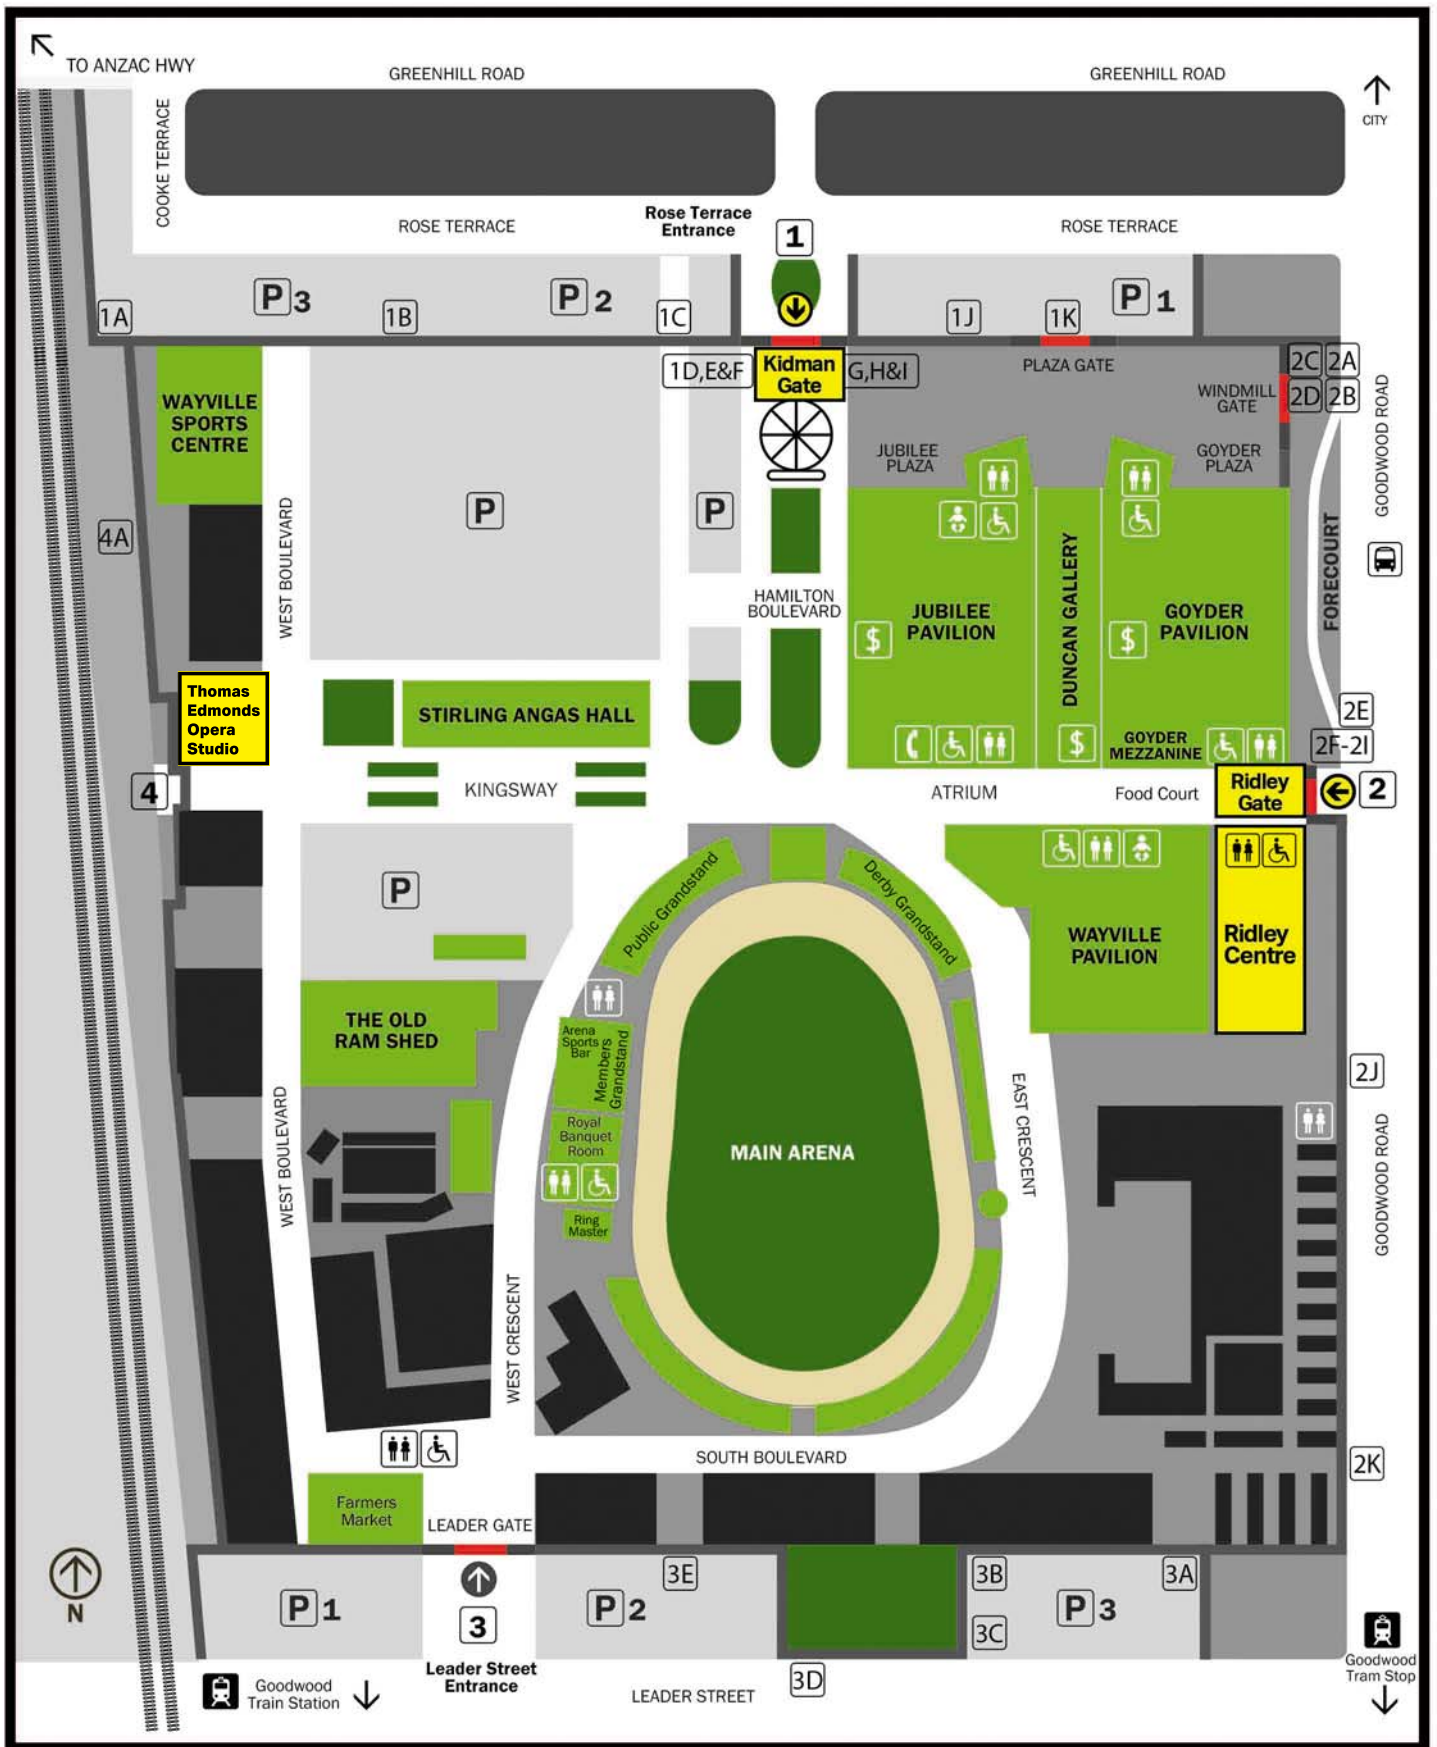 TO ANZAC HWY
GREENHILL ROAD
GREENHILL ROAD
CITY
COOKE TERRACE
ROSE TERRACE
Rose Terrace
Entrance
1
ROSE TERRACE
1A
P 3
1B
P 2
1C
1J
1K
P 1
1D,E&F
Kidman
Gate
G,H&I
PLAZA GATE
2C
2A
WINDMILL
GATE
2D
2B
WAYVILLE
SPORTS
CENTRE
JUBILEE
PLAZA
GOYDER
PLAZA
GOODWOOD ROAD
4A
WEST BOULEVARD
P
P
HAMILTON
BOULEVARD
JUBILEE
PAVILION
$
DUNCAN GALLERY
GOYDER
PAVILION
$
FORECOURT
Thomas
Edmonds
Opera
Studio
STIRLING ANGAS HALL
$
GOYDER
MEZZANINE
2E
2F-2I
4
KINGSWAY
ATRIUM
Food Court
Ridley
Gate
2
P
Public Grandstand
Derby Grandstand
WAYVILLE
PAVILION
Ridley
Centre
THE OLD
RAM SHED
Arena
Sports
Bar
Members
Grandstand
Royal
Banquet
Room
Ring
Master
MAIN ARENA
EAST CRESCENT
2J
GOODWOOD ROAD
WEST BOULEVARD
WEST CRESCENT
SOUTH BOULEVARD
2K
Farmers
Market
LEADER GATE
N
P 1
3
P 2
3E
3B
3C
P 3
3A
3D
Leader Street
Entrance
Goodwood
Train Station
LEADER STREET
Goodwood
Tram Stop